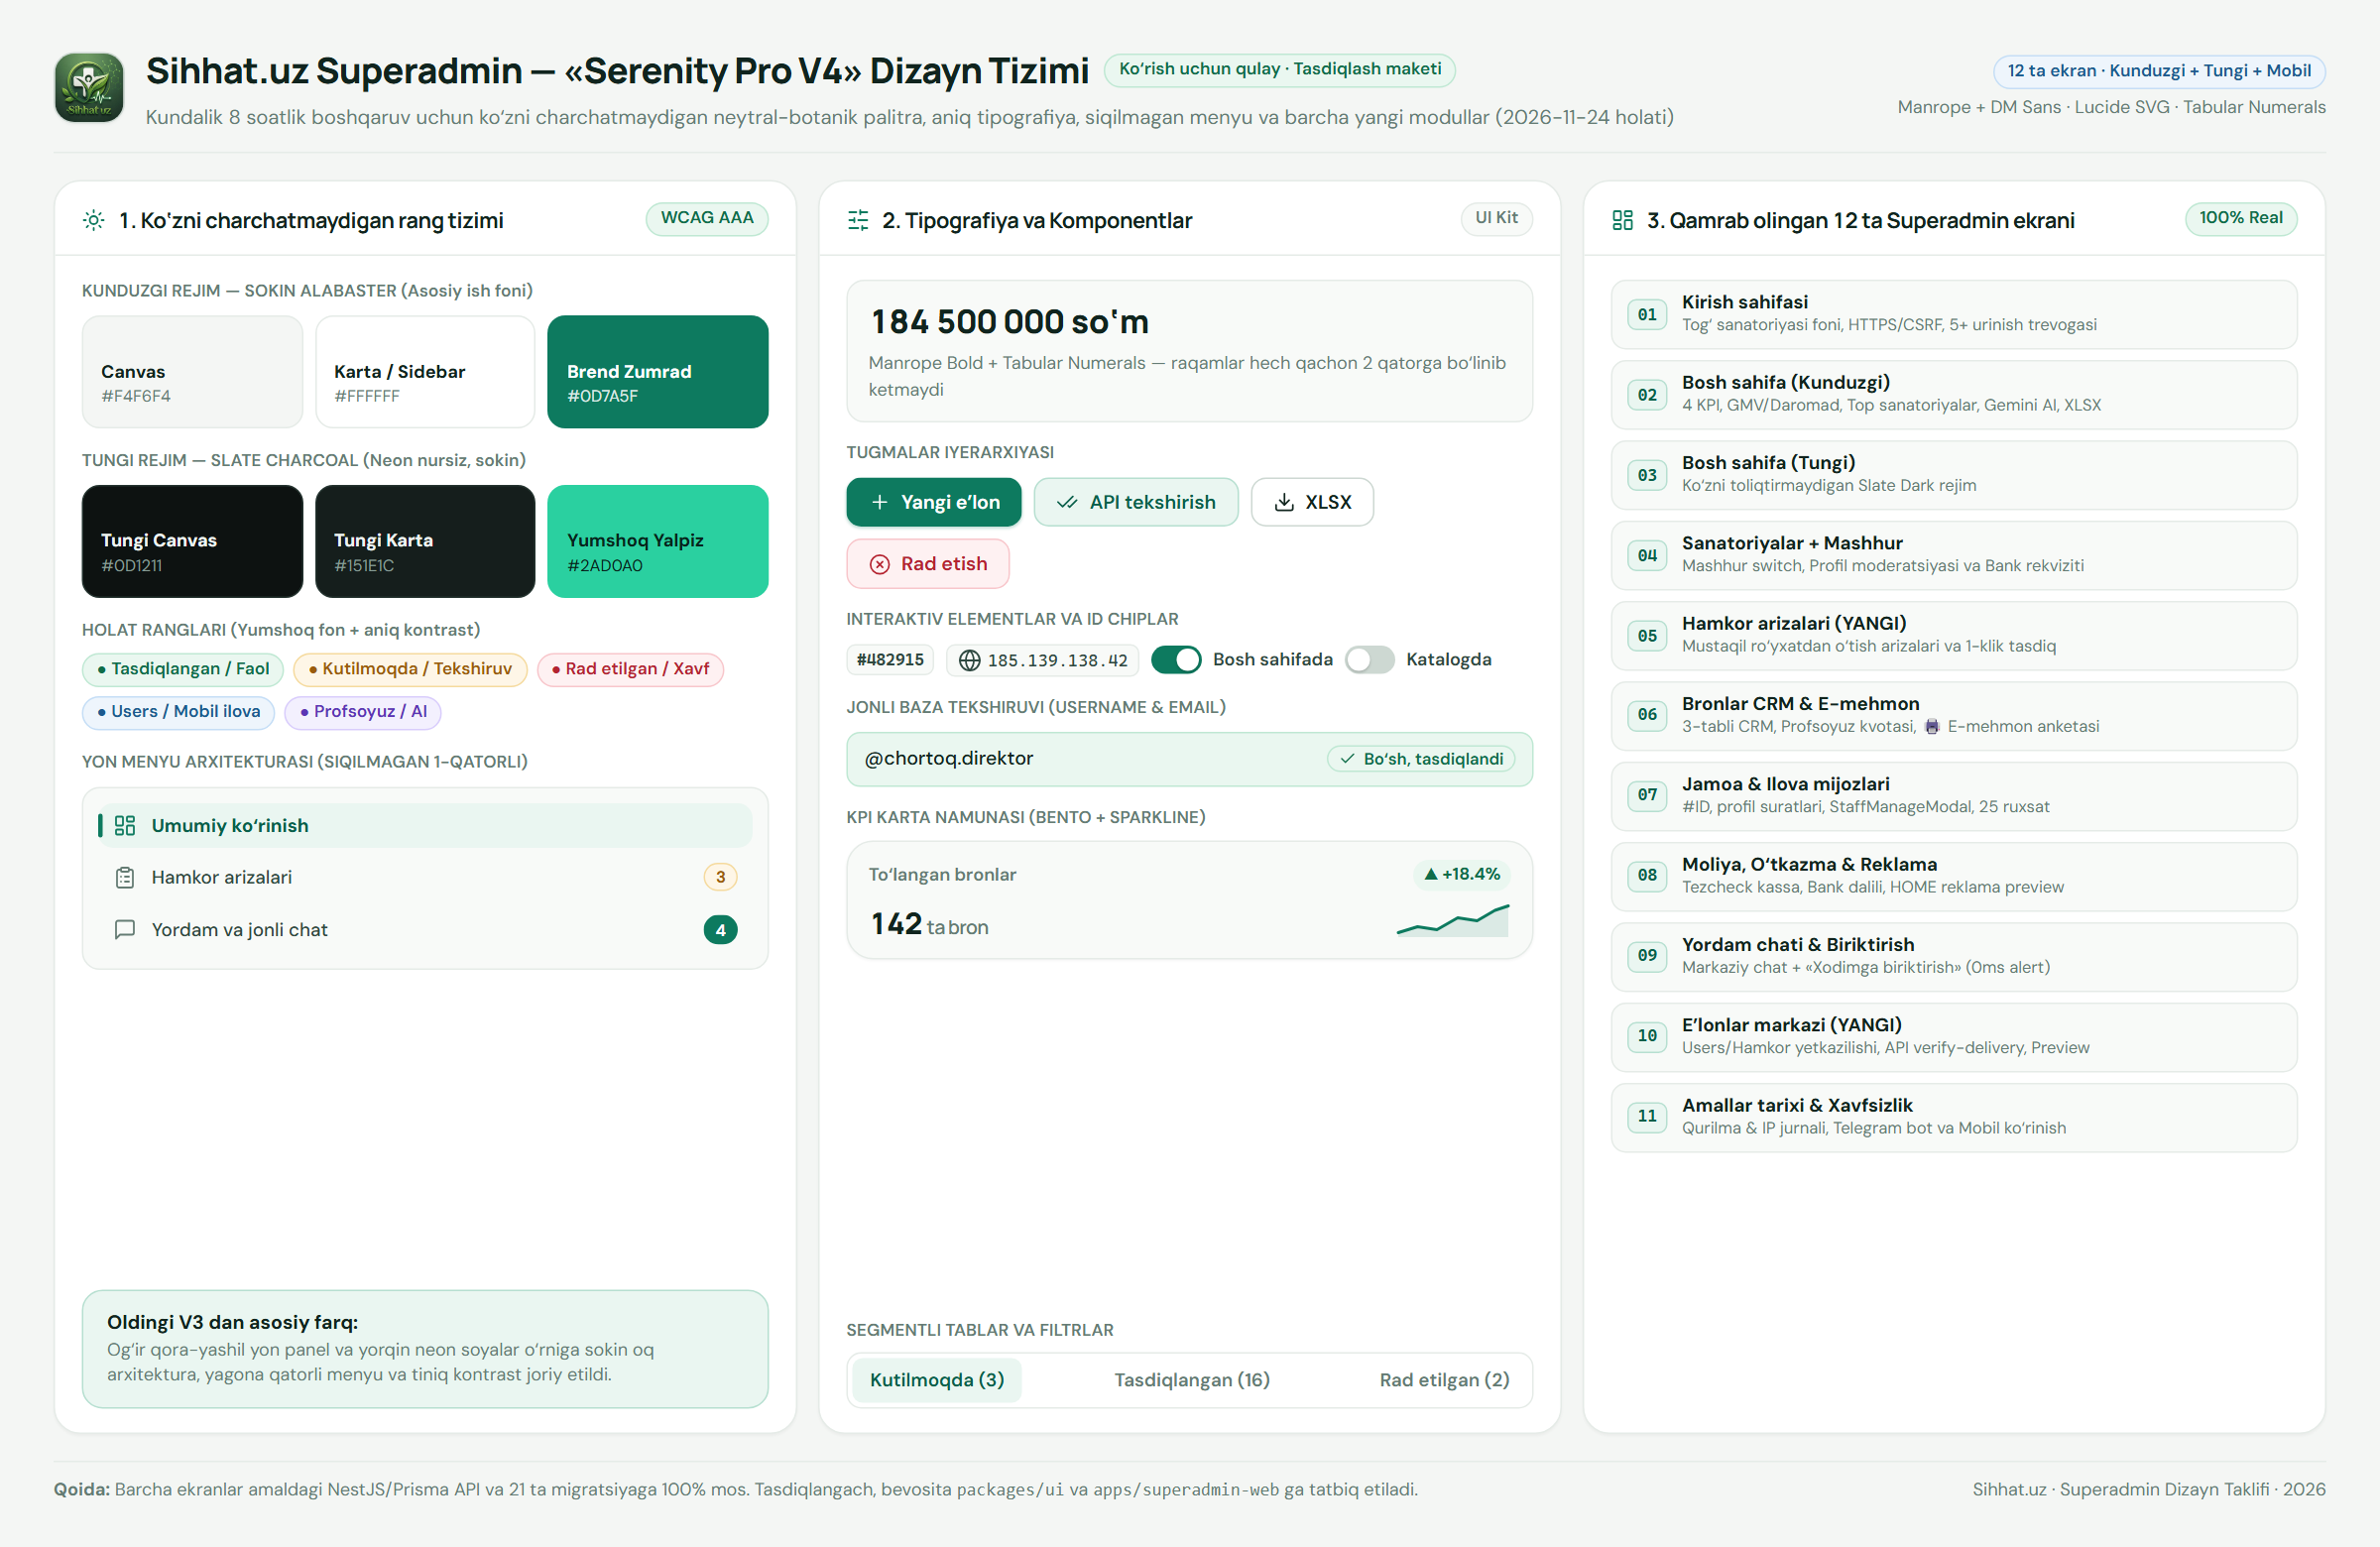 Sihhat.uz
Sihhat.uz Superadmin — «Serenity Pro V4» Dizayn Tizimi
Ko‘rish uchun qulay · Tasdiqlash maketi
Kundalik 8 soatlik boshqaruv uchun ko‘zni charchatmaydigan neytral-botanik palitra, aniq tipografiya, siqilmagan menyu va barcha yangi modullar (2026-11-24 holati)
12 ta ekran · Kunduzgi + Tungi + Mobil
Manrope + DM Sans · Lucide SVG · Tabular Numerals
1. Ko‘zni charchatmaydigan rang tizimi
WCAG AAA
KUNDUZGI REJIM — SOKIN ALABASTER (Asosiy ish foni)
Canvas
#F4F6F4
Karta / Sidebar
#FFFFFF
Brend Zumrad
#0D7A5F
TUNGI REJIM — SLATE CHARCOAL (Neon nursiz, sokin)
Tungi Canvas
#0D1211
Tungi Karta
#151E1C
Yumshoq Yalpiz
#2AD0A0
HOLAT RANGLARI (Yumshoq fon + aniq kontrast)
● Tasdiqlangan / Faol
● Kutilmoqda / Tekshiruv
● Rad etilgan / Xavf
● Users / Mobil ilova
● Profsoyuz / AI
YON MENYU ARXITEKTURASI (SIQILMAGAN 1-QATORLI)
Umumiy ko‘rinish
Hamkor arizalari
3
Yordam va jonli chat
4
Oldingi V3 dan asosiy farq:
Og‘ir qora-yashil yon panel va yorqin neon soyalar o‘rniga sokin oq
arxitektura, yagona qatorli menyu va tiniq kontrast joriy etildi.
2. Tipografiya va Komponentlar
UI Kit
184 500 000 so‘m
Manrope Bold + Tabular Numerals — raqamlar hech qachon 2 qatorga bo‘linib
ketmaydi
TUGMALAR IYERARXIYASI
Yangi e’lon
API tekshirish
XLSX
Rad etish
INTERAKTIV ELEMENTLAR VA ID CHIPLAR
#482915
185.139.138.42
Bosh sahifada
Katalogda
JONLI BAZA TEKSHIRUVI (USERNAME & EMAIL)
@chortoq.direktor
Bo‘sh, tasdiqlandi
KPI KARTA NAMUNASI (BENTO + SPARKLINE)
To‘langan bronlar
▲ +18.4%
142 ta bron
SEGMENTLI TABLAR VA FILTRLAR
Kutilmoqda (3)
Tasdiqlangan (16)
Rad etilgan (2)
3. Qamrab olingan 12 ta Superadmin ekrani
100% Real
01
Kirish sahifasi
Tog‘ sanatoriyasi foni, HTTPS/CSRF, 5+ urinish trevogasi
02
Bosh sahifa (Kunduzgi)
4 KPI, GMV/Daromad, Top sanatoriyalar, Gemini AI, XLSX
03
Bosh sahifa (Tungi)
Ko‘zni toliqtirmaydigan Slate Dark rejim
04
Sanatoriyalar + Mashhur
Mashhur switch, Profil moderatsiyasi va Bank rekviziti
05
Hamkor arizalari (YANGI)
Mustaqil ro‘yxatdan o‘tish arizalari va 1-klik tasdiq
06
Bronlar CRM & E-mehmon
3-tabli CRM, Profsoyuz kvotasi, 🖨 E-mehmon anketasi
07
Jamoa & Ilova mijozlari
#ID, profil suratlari, StaffManageModal, 25 ruxsat
08
Moliya, O‘tkazma & Reklama
Tezcheck kassa, Bank dalili, HOME reklama preview
09
Yordam chati & Biriktirish
Markaziy chat + «Xodimga biriktirish» (0ms alert)
10
E’lonlar markazi (YANGI)
Users/Hamkor yetkazilishi, API verify-delivery, Preview
11
Amallar tarixi & Xavfsizlik
Qurilma & IP jurnali, Telegram bot va Mobil ko‘rinish
Qoida: Barcha ekranlar amaldagi NestJS/Prisma API va 21 ta migratsiyaga 100% mos. Tasdiqlangach, bevosita packages/ui va apps/superadmin-web ga tatbiq etiladi.
Sihhat.uz · Superadmin Dizayn Taklifi · 2026